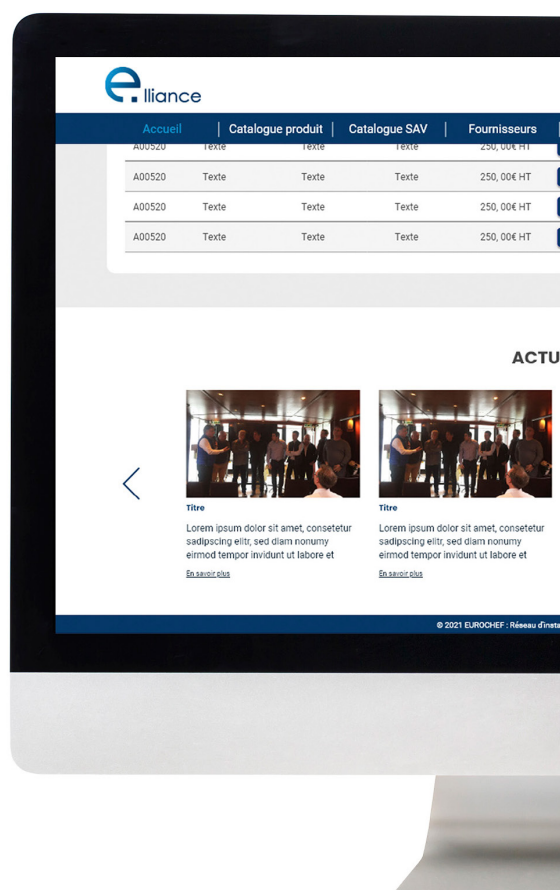 e.lliance
Accueil | Catalogue produit | Catalogue SAV | Fournisseurs |
A00520 Texte Texte Texte 250, 00€ HT
A00520 Texte Texte Texte 250, 00€ HT
A00520 Texte Texte Texte 250, 00€ HT
A00520 Texte Texte Texte 250, 00€ HT
ACTU
Titre
Lorem ipsum dolor sit amet, consetetur
sadipscing elitr, sed diam nonumy
eirmod tempor invidunt ut labore et
En savoir plus
Titre
Lorem ipsum dolor sit amet, consetetur
sadipscing elitr, sed diam nonumy
eirmod tempor invidunt ut labore et
En savoir plus
© 2021 EUROCHEF : Réseau d'insta